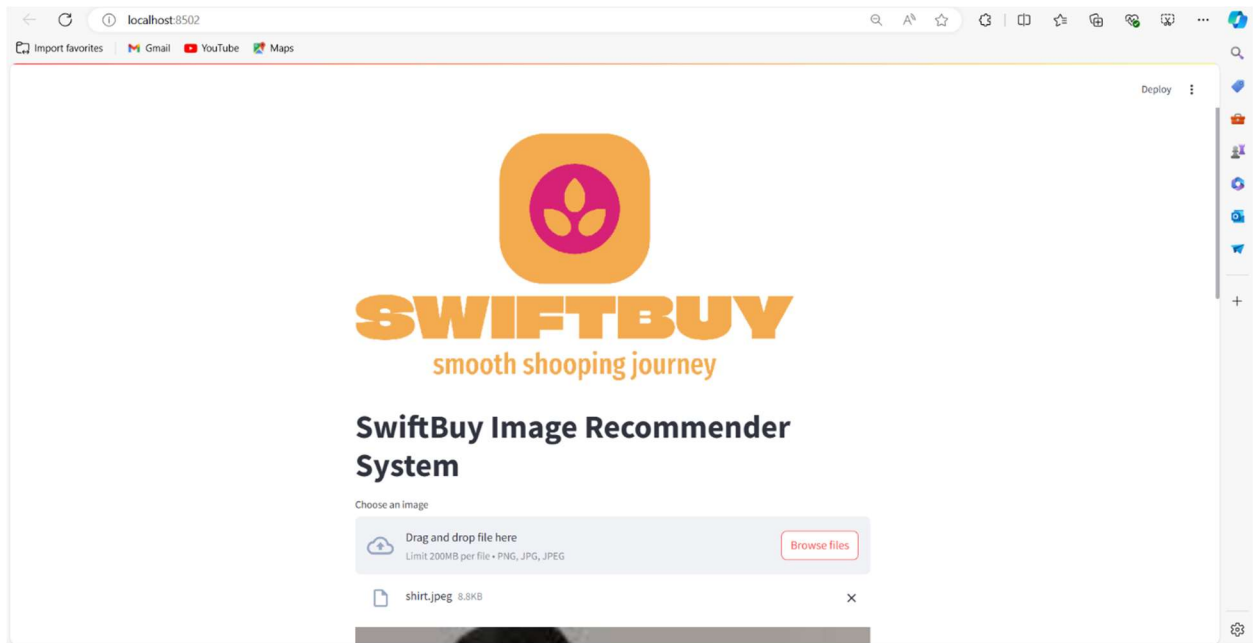 localhost:8502
Import favorites Gmail YouTube Maps
Deploy
SWIFTBUY
smooth shooping journey
SwiftBuy Image Recommender
System
Choose an image
Drag and drop file here
Limit 200MB per file • PNG, JPG, JPEG
Browse files
shirt.jpeg 8.8KB